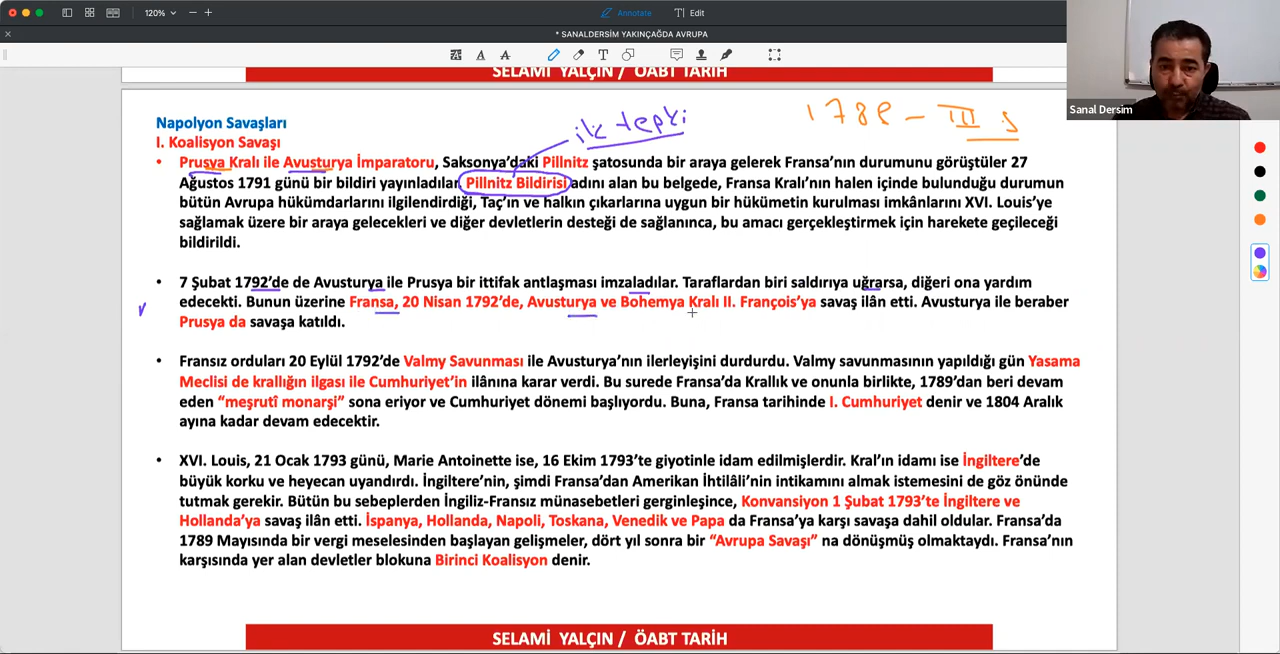 120%
Annotate
Edit
* SANALDERSİM YAKINÇAĞDA AVRUPA
SELAMİ YALÇIN / ÖABT TARİH
Sanal Dersim
ilk tepki
Napolyon Savaşları
I. Koalisyon Savaşı
• Prusya Kralı ile Avusturya İmparatoru, Saksonya’daki Pillnitz şatosunda bir araya gelerek Fransa’nın durumunu görüştüler 27
Ağustos 1791 günü bir bildiri yayınladılar Pillnitz Bildirisi adını alan bu belgede, Fransa Kralı’nın halen içinde bulunduğu durumun
bütün Avrupa hükümdarlarını ilgilendirdiği, Taç’ın ve halkın çıkarlarına uygun bir hükümetin kurulması imkânlarını XVI. Louis’ye
sağlamak üzere bir araya gelecekleri ve diğer devletlerin desteği de sağlanınca, bu amacı gerçekleştirmek için harekete geçileceği
bildirildi.
• 7 Şubat 1792’de de Avusturya ile Prusya bir ittifak antlaşması imzaladılar. Taraflardan biri saldırıya uğrarsa, diğeri ona yardım
edecekti. Bunun üzerine Fransa, 20 Nisan 1792’de, Avusturya ve Bohemya Kralı II. François’ya savaş ilân etti. Avusturya ile beraber
Prusya da savaşa katıldı.
• Fransız orduları 20 Eylül 1792’de Valmy Savunması ile Avusturya’nın ilerleyişini durdurdu. Valmy savunmasının yapıldığı gün Yasama
Meclisi de krallığın ilgası ile Cumhuriyet’in ilânına karar verdi. Bu surede Fransa’da Krallık ve onunla birlikte, 1789’dan beri devam
eden “meşrutî monarşi” sona eriyor ve Cumhuriyet dönemi başlıyordu. Buna, Fransa tarihinde I. Cumhuriyet denir ve 1804 Aralık
ayına kadar devam edecektir.
• XVI. Louis, 21 Ocak 1793 günü, Marie Antoinette ise, 16 Ekim 1793’te giyotinle idam edilmişlerdir. Kral’ın idamı ise İngiltere’de
büyük korku ve heyecan uyandırdı. İngiltere’nin, şimdi Fransa’dan Amerikan İhtilâli’nin intikamını almak istemesini de göz önünde
tutmak gerekir. Bütün bu sebeplerden İngiliz-Fransız münasebetleri gerginleşince, Konvansiyon 1 Şubat 1793’te İngiltere ve
Hollanda’ya savaş ilân etti. İspanya, Hollanda, Napoli, Toskana, Venedik ve Papa da Fransa’ya karşı savaşa dahil oldular. Fransa’da
1789 Mayısında bir vergi meselesinden başlayan gelişmeler, dört yıl sonra bir “Avrupa Savaşı” na dönüşmüş olmaktaydı. Fransa’nın
karşısında yer alan devletler blokuna Birinci Koalisyon denir.
SELAMİ YALÇIN / ÖABT TARİH